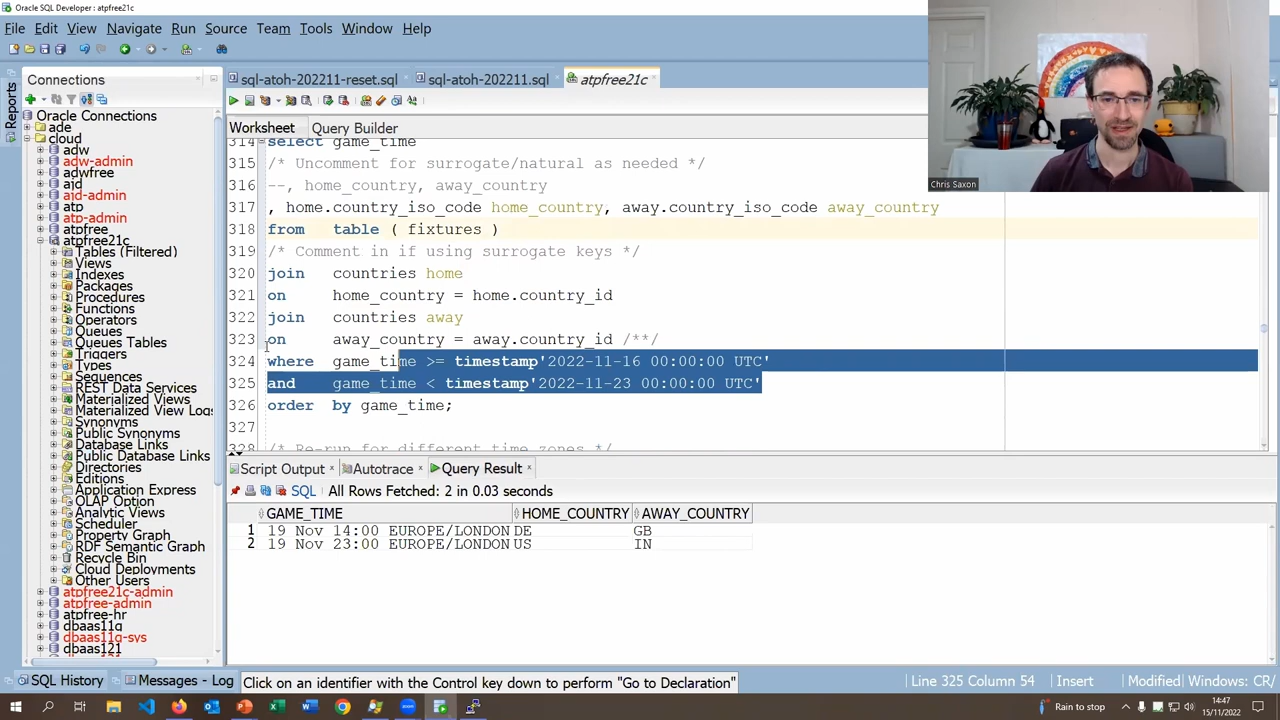 Oracle SQL Developer : atpfree21c
File Edit View Navigate Run Source Team Tools Window Help
Reports
Connections
Oracle Connections
ade
cloud
adw
adw-admin
adwfree
ajd
ajd-admin
atp
atp-admin
atpfree
atpfree21c
Tables (Filtered)
Views
Indexes
Packages
Procedures
Functions
Operators
Queues
Queues Tables
Triggers
Types
Sequences
REST Data Services
Materialized Views
Materialized View Logs
Synonyms
Public Synonyms
Database Links
Public Database Links
Directories
Editions
Application Express
OLAP Option
Analytic Views
Scheduler
Property Graph
RDF Semantic Graph
Recycle Bin
Cloud Deployments
Other Users
atpfree21c-admin
atpfree-admin
atpfree-hr
dbaas11g
dbaas11g-sys
dbaas121
sql-atoh-202211-reset.sql sql-atoh-202211.sql atpfree21c
Worksheet Query Builder
314 select game_time
315 /* Uncomment for surrogate/natural as needed */
316 --, home_country, away_country
317 , home.country_iso_code home_country, away.country_iso_code away_country
318 from table ( fixtures )
319 /* Comment in if using surrogate keys */
320 join countries home
321 on home_country = home.country_id
322 join countries away
323 on away_country = away.country_id /**/
324 where game_time >= timestamp'2022-11-16 00:00:00 UTC'
325 and game_time < timestamp'2022-11-23 00:00:00 UTC'
326 order by game_time;
327
328 /* Re-run for different time zones */
Chris Saxon
Script Output Autotrace Query Result
SQL All Rows Fetched: 2 in 0.03 seconds
GAME_TIME HOME_COUNTRY AWAY_COUNTRY
1 19 Nov 14:00 EUROPE/LONDON DE GB
2 19 Nov 23:00 EUROPE/LONDON US IN
SQL History Messages - Log Click on an identifier with the Control key down to perform "Go to Declaration" Line 325 Column 54 Insert Modified Windows: CR/
Rain to stop
14:47
15/11/2022